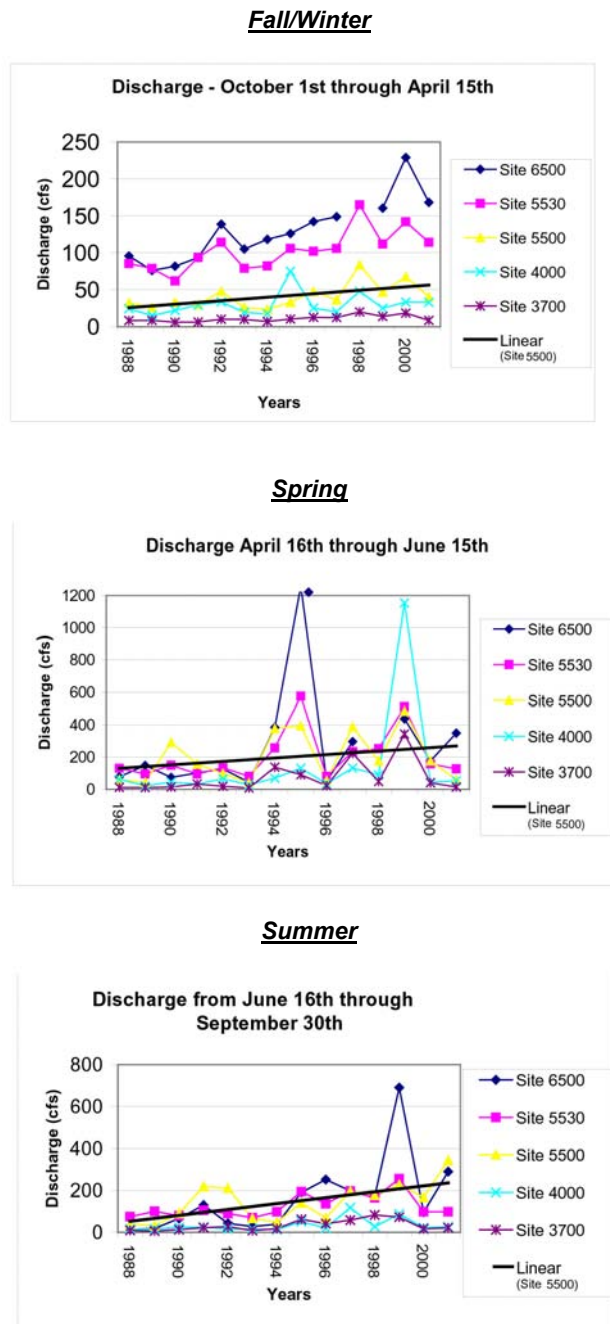 Fall/Winter
Discharge - October 1st through April 15th
250
200
150
100
50
0
Discharge (cfs)
1988
1990
1992
1994
1996
1998
2000
Years
Site 6500
Site 5530
Site 5500
Site 4000
Site 3700
Linear
(Site 5500)
Spring
Discharge April 16th through June 15th
1200
1000
800
600
400
200
0
Discharge (cfs)
1988
1990
1992
1994
1996
1998
2000
Years
Site 6500
Site 5530
Site 5500
Site 4000
Site 3700
Linear
(Site 5500)
Summer
Discharge from June 16th through
September 30th
800
600
400
200
0
Discharge (cfs)
1988
1990
1992
1994
1996
1998
2000
Years
Site 6500
Site 5530
Site 5500
Site 4000
Site 3700
Linear
(Site 5500)